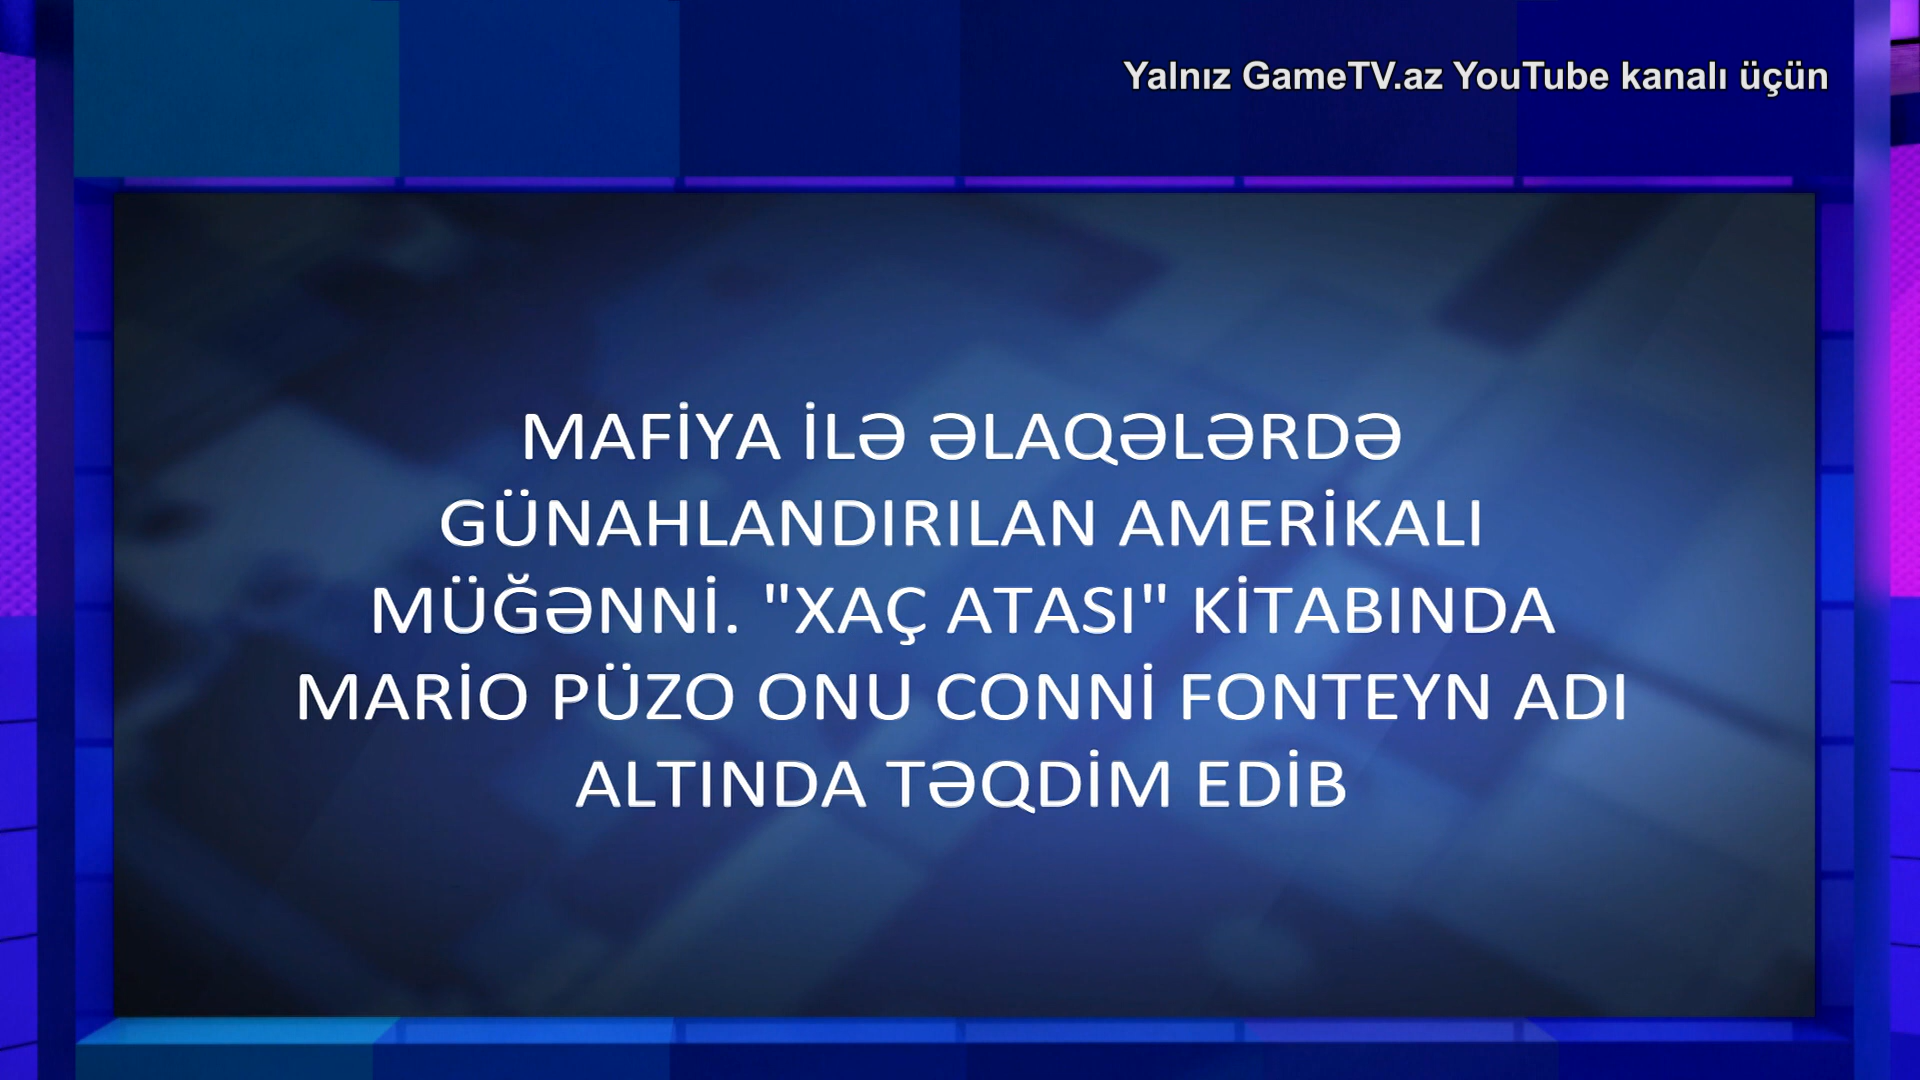 Yalnız GameTV.az YouTube kanalı üçün
MAFİYA İLƏ ƏLAQƏLƏRDƏ
GÜNAHLANDIRILAN AMERİKALI
MÜĞƏNNİ. "XAÇ ATASI" KİTABINDA
MARİO PÜZO ONU CONNİ FONTEYN ADI
ALTINDA TƏQDİM EDİB